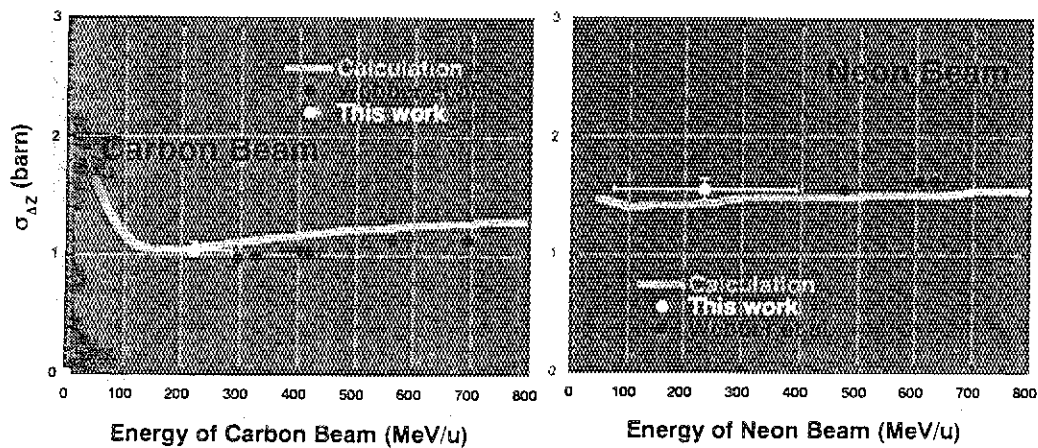 3
3
Calculation
This work
Neon Beam
2
2
Carbon Beam
σΔZ (barn)
1
1
Calculation
This work
0
0
0 100 200 300 400 500 600 700 800
0 100 200 300 400 500 600 700 800
Energy of Carbon Beam (MeV/u)
Energy of Neon Beam (MeV/u)